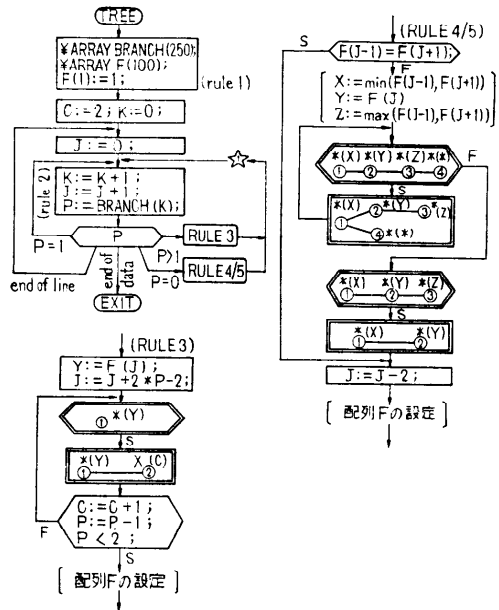 TREE
*ARRAY BRANCH(250);
*ARRAY F(100);
F(1):=1;
(rule 1)
C:=2; K:=0;
J:=0;
(rule 2)
K:=K+1;
J:=J+1;
P:=BRANCH(K);
P=1
P
P>1
RULE 3
P=0
RULE 4/5
end of line
end of data
EXIT
(RULE 3)
Y:=F(J);
J:=J+2*P-2;
*(Y)
①
S
*(Y) X(C)
① ②
C:=C+1;
P:=P-1;
P<2;
F
S
[配列Fの設定]
(RULE 4/5)
S
F(J-1)=F(J+1);
F
X:=min(F(J-1),F(J+1))
Y:=F(J)
Z:=max(F(J-1),F(J+1))
*(X) *(Y) *(Z) *(*)
① ② ③ ④
F
S
*(X) *(Y) *(Z)
① ② ③
④ *(*)
*(X) *(Y) *(Z)
① ② ③
S
*(X) *(Y)
① ②
J:=J-2;
[配列Fの設定]